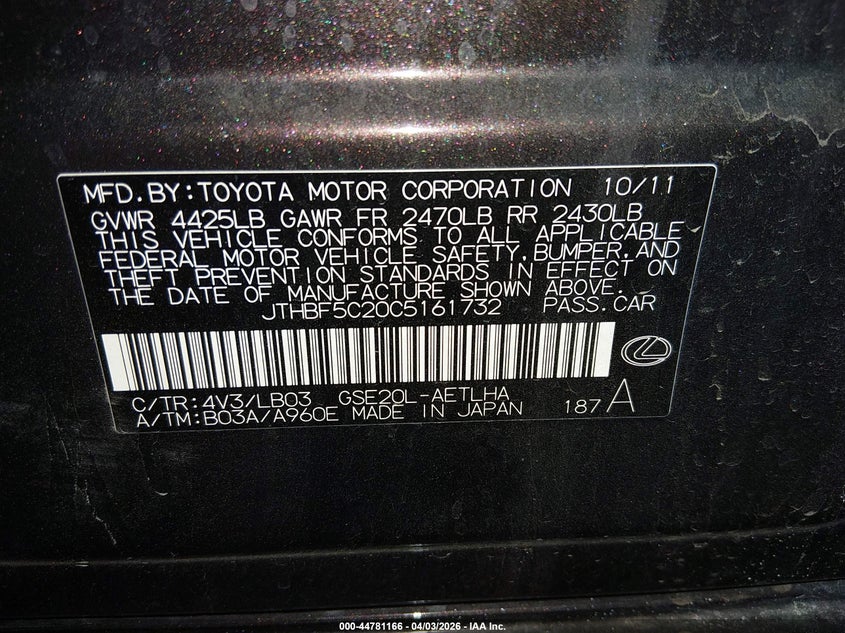 MFD.BY:TOYOTA MOTOR CORPORATION 10/11
GVWR 4425LB GAWR FR 2470LB RR 2430LB
THIS VEHICLE CONFORMS TO ALL APPLICABLE
FEDERAL MOTOR VEHICLE SAFETY,BUMPER,AND
THEFT PREVENTION STANDARDS IN EFFECT ON
THE DATE OF MANUFACTURE SHOWN ABOVE.
JTHBF5C20C5161732 PASS.CAR
C/TR:4V3/LB03 GSE20L-AETLHA
A/TM:B03A/A960E MADE IN JAPAN 187A
000-44781166 - 04/03/2026 - IAA Inc.